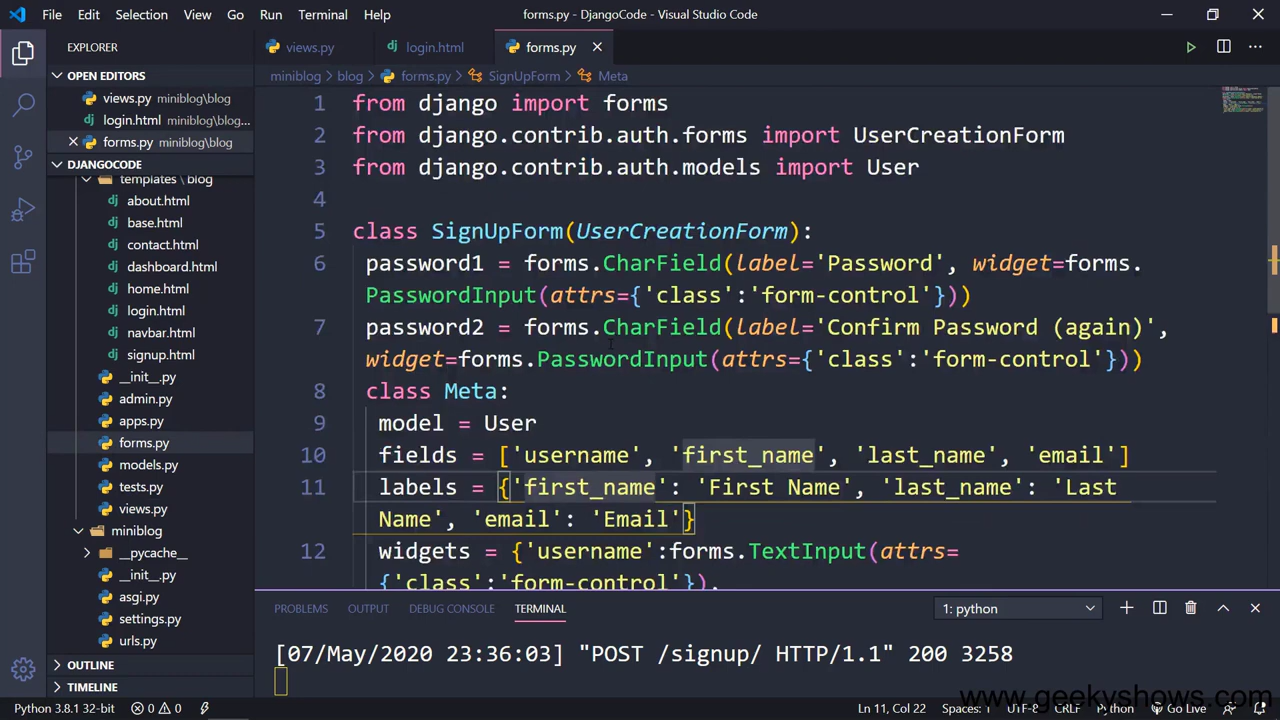 File Edit Selection View Go Run Terminal Help forms.py - DjangoCode - Visual Studio Code
EXPLORER
views.py login.html forms.py
OPEN EDITORS
views.py miniblog\blog
login.html miniblog\blog...
forms.py miniblog\blog
DJANGOCODE
templates \ blog
about.html
base.html
contact.html
dashboard.html
home.html
login.html
navbar.html
signup.html
__init__.py
admin.py
apps.py
forms.py
models.py
tests.py
views.py
miniblog
__pycache__
__init__.py
asgi.py
settings.py
urls.py
OUTLINE
TIMELINE
miniblog blog forms.py SignUpForm Meta
1 from django import forms
2 from django.contrib.auth.forms import UserCreationForm
3 from django.contrib.auth.models import User
4
5 class SignUpForm(UserCreationForm):
6 password1 = forms.CharField(label='Password', widget=forms.
PasswordInput(attrs={'class':'form-control'}))
7 password2 = forms.CharField(label='Confirm Password (again)',
widget=forms.PasswordInput(attrs={'class':'form-control'}))
8 class Meta:
9 model = User
10 fields = ['username', 'first_name', 'last_name', 'email']
11 labels = {'first_name': 'First Name', 'last_name': 'Last
Name', 'email': 'Email'}
12 widgets = {'username':forms.TextInput(attrs=
{'class':'form-control'}),
PROBLEMS OUTPUT DEBUG CONSOLE TERMINAL 1: python
[07/May/2020 23:36:03] "POST /signup/ HTTP/1.1" 200 3258
www.geekyshows.com
Python 3.8.1 32-bit 0 0 Ln 11, Col 22 Spaces: 1 UTF-8 CRLF Python Go Live